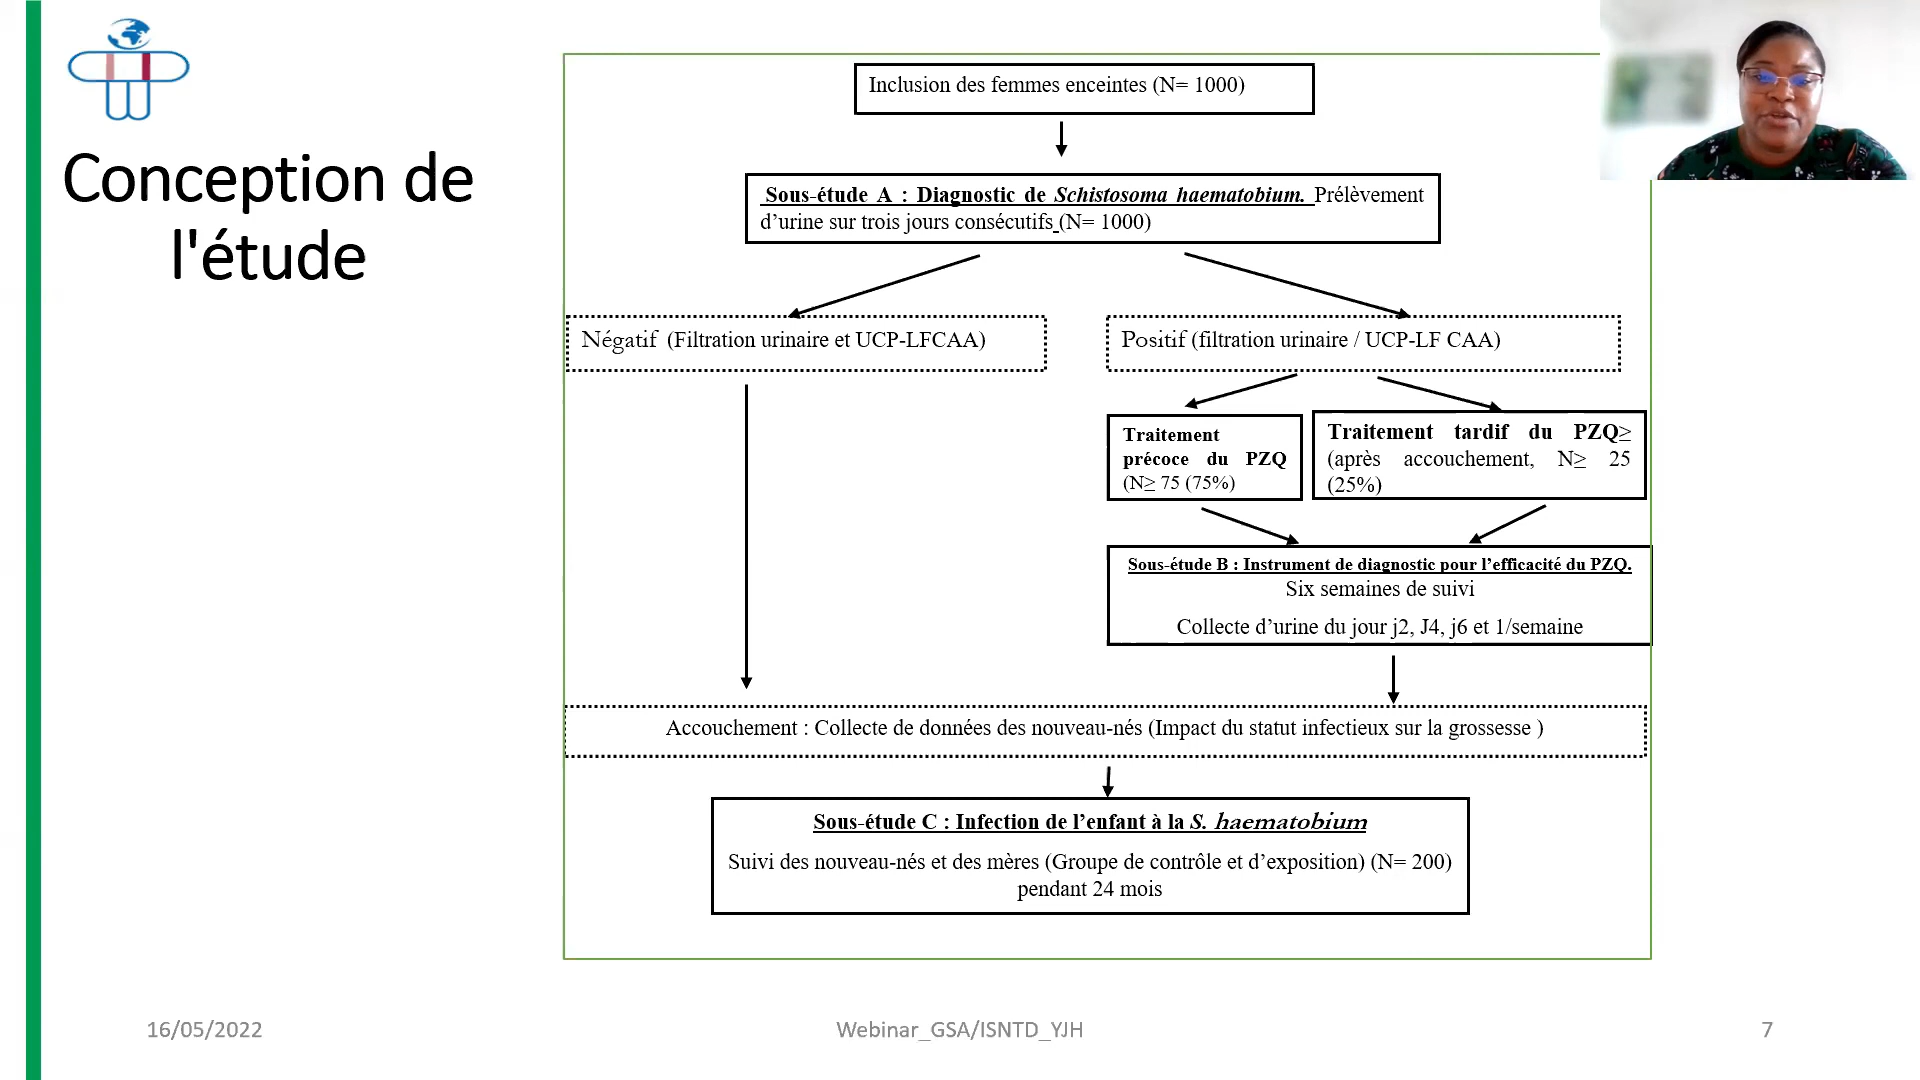 Conception de
l'étude
Inclusion des femmes enceintes (N= 1000)
Sous-étude A : Diagnostic de Schistosoma haematobium. Prélèvement
d’urine sur trois jours consécutifs (N= 1000)
Négatif (Filtration urinaire et UCP-LFCAA)
Positif (filtration urinaire / UCP-LF CAA)
Traitement
précoce du PZQ
(N≥ 75 (75%)
Traitement tardif du PZQ≥
(après accouchement, N≥ 25
(25%)
Sous-étude B : Instrument de diagnostic pour l’efficacité du PZQ.
Six semaines de suivi
Collecte d’urine du jour j2, J4, j6 et 1/semaine
Accouchement : Collecte de données des nouveau-nés (Impact du statut infectieux sur la grossesse )
Sous-étude C : Infection de l’enfant à la S. haematobium
Suivi des nouveau-nés et des mères (Groupe de contrôle et d’exposition) (N= 200)
pendant 24 mois
16/05/2022
Webinar_GSA/ISNTD_YJH
7